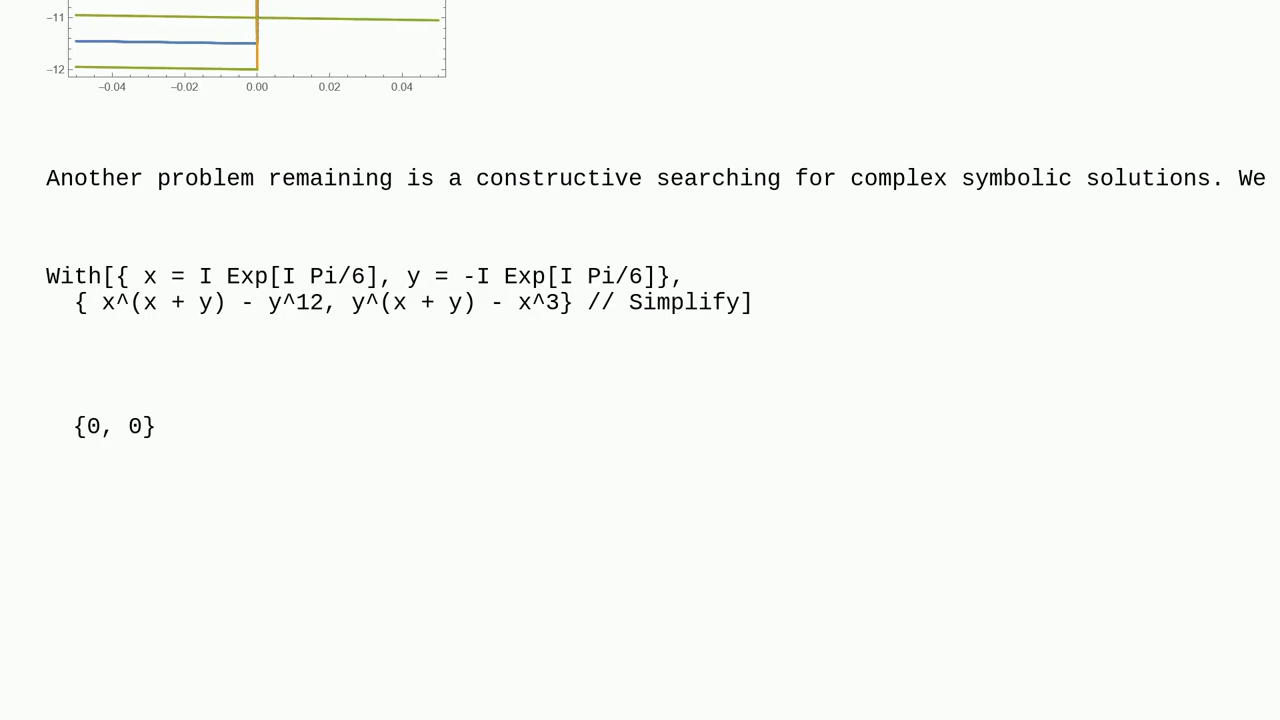 −11
−12
−0.04 −0.02 0.00 0.02 0.04
Another problem remaining is a constructive searching for complex symbolic solutions. We
With[{ x = I Exp[I Pi/6], y = -I Exp[I Pi/6]},
{ x^(x + y) - y^12, y^(x + y) - x^3} // Simplify]
{0, 0}